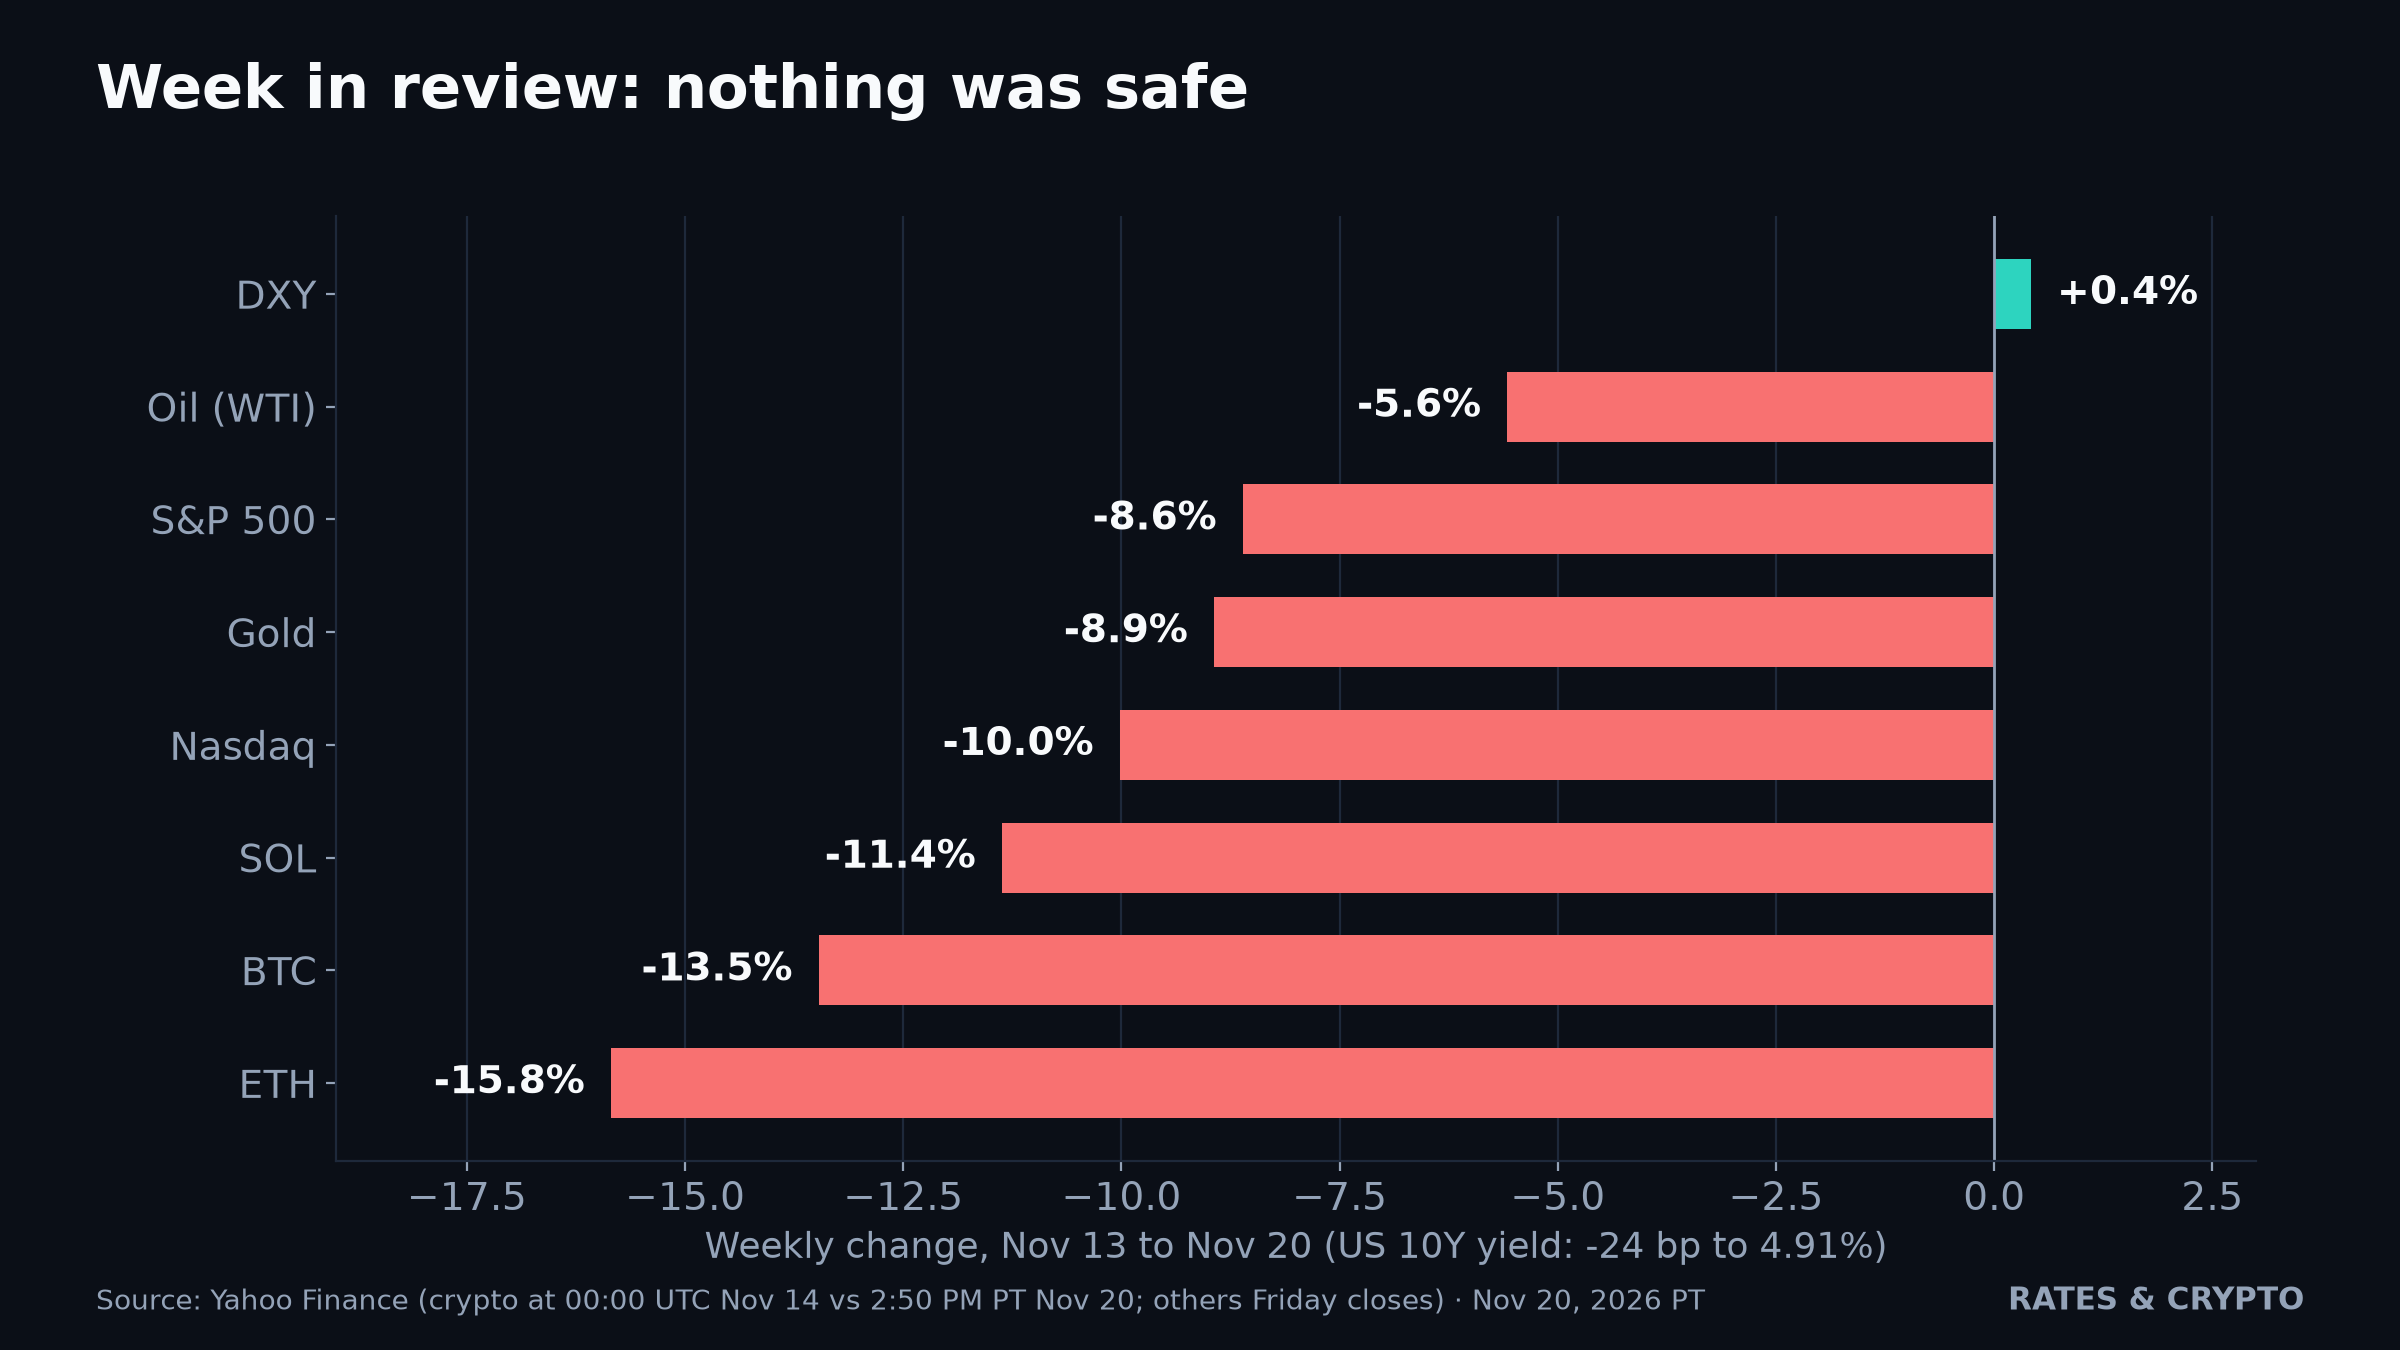 Week in review: nothing was safe
DXY
+0.4%
Oil (WTI)
-5.6%
S&P 500
-8.6%
Gold
-8.9%
Nasdaq
-10.0%
SOL
-11.4%
BTC
-13.5%
ETH
-15.8%
−17.5 −15.0 −12.5 −10.0 −7.5 −5.0 −2.5 0.0 2.5
Weekly change, Nov 13 to Nov 20 (US 10Y yield: -24 bp to 4.91%)
Source: Yahoo Finance (crypto at 00:00 UTC Nov 14 vs 2:50 PM PT Nov 20; others Friday closes) · Nov 20, 2026 PT
RATES & CRYPTO